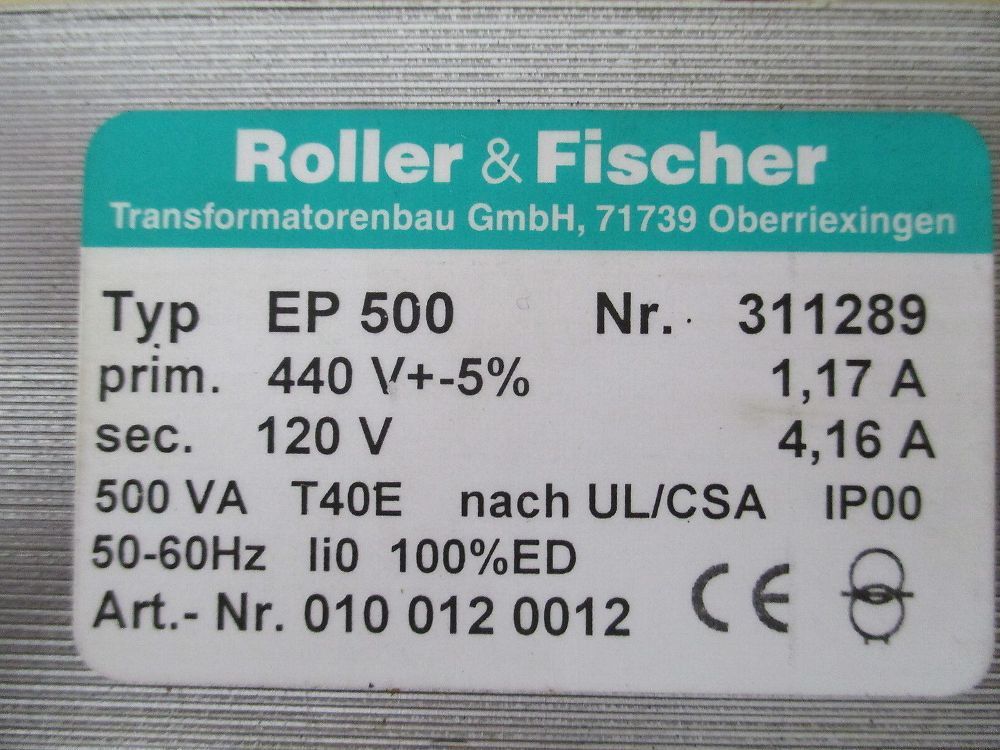 Roller & Fischer
Transformatorenbau GmbH, 71739 Oberriexingen
Typ EP 500 Nr. 311289
prim. 440 V+-5% 1,17 A
sec. 120 V 4,16 A
500 VA T40E nach UL/CSA IP00
50-60Hz Ii0 100%ED
Art.- Nr. 010 012 0012 CE